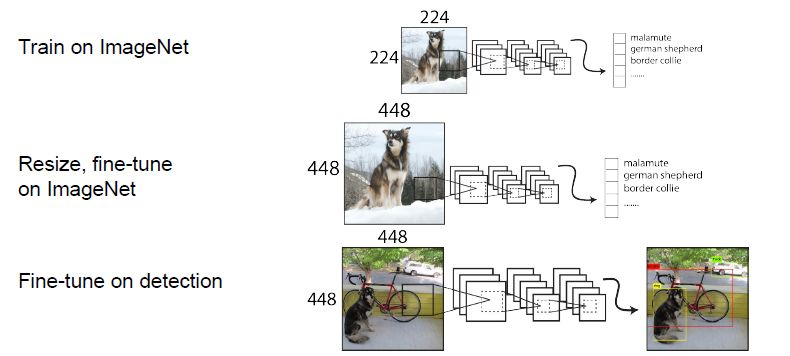 Train on ImageNet
224
224
malamute
german shepherd
border collie
.......
448
Resize, fine-tune
on ImageNet
448
malamute
german shepherd
border collie
.......
448
Fine-tune on detection
448